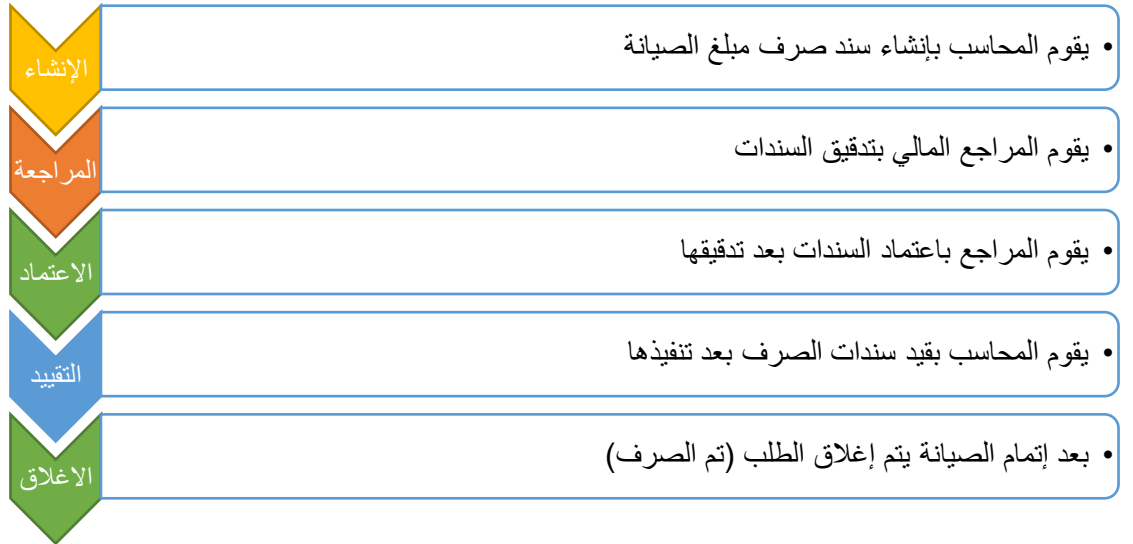 الإنشاء
• يقوم المحاسب بإنشاء سند صرف مبلغ الصيانة
المراجعة
• يقوم المراجع المالي بتدقيق السندات
الاعتماد
• يقوم المراجع باعتماد السندات بعد تدقيقها
التقييد
• يقوم المحاسب بقيد سندات الصرف بعد تنفيذها
الاغلاق
• بعد إتمام الصيانة يتم إغلاق الطلب (تم الصرف)